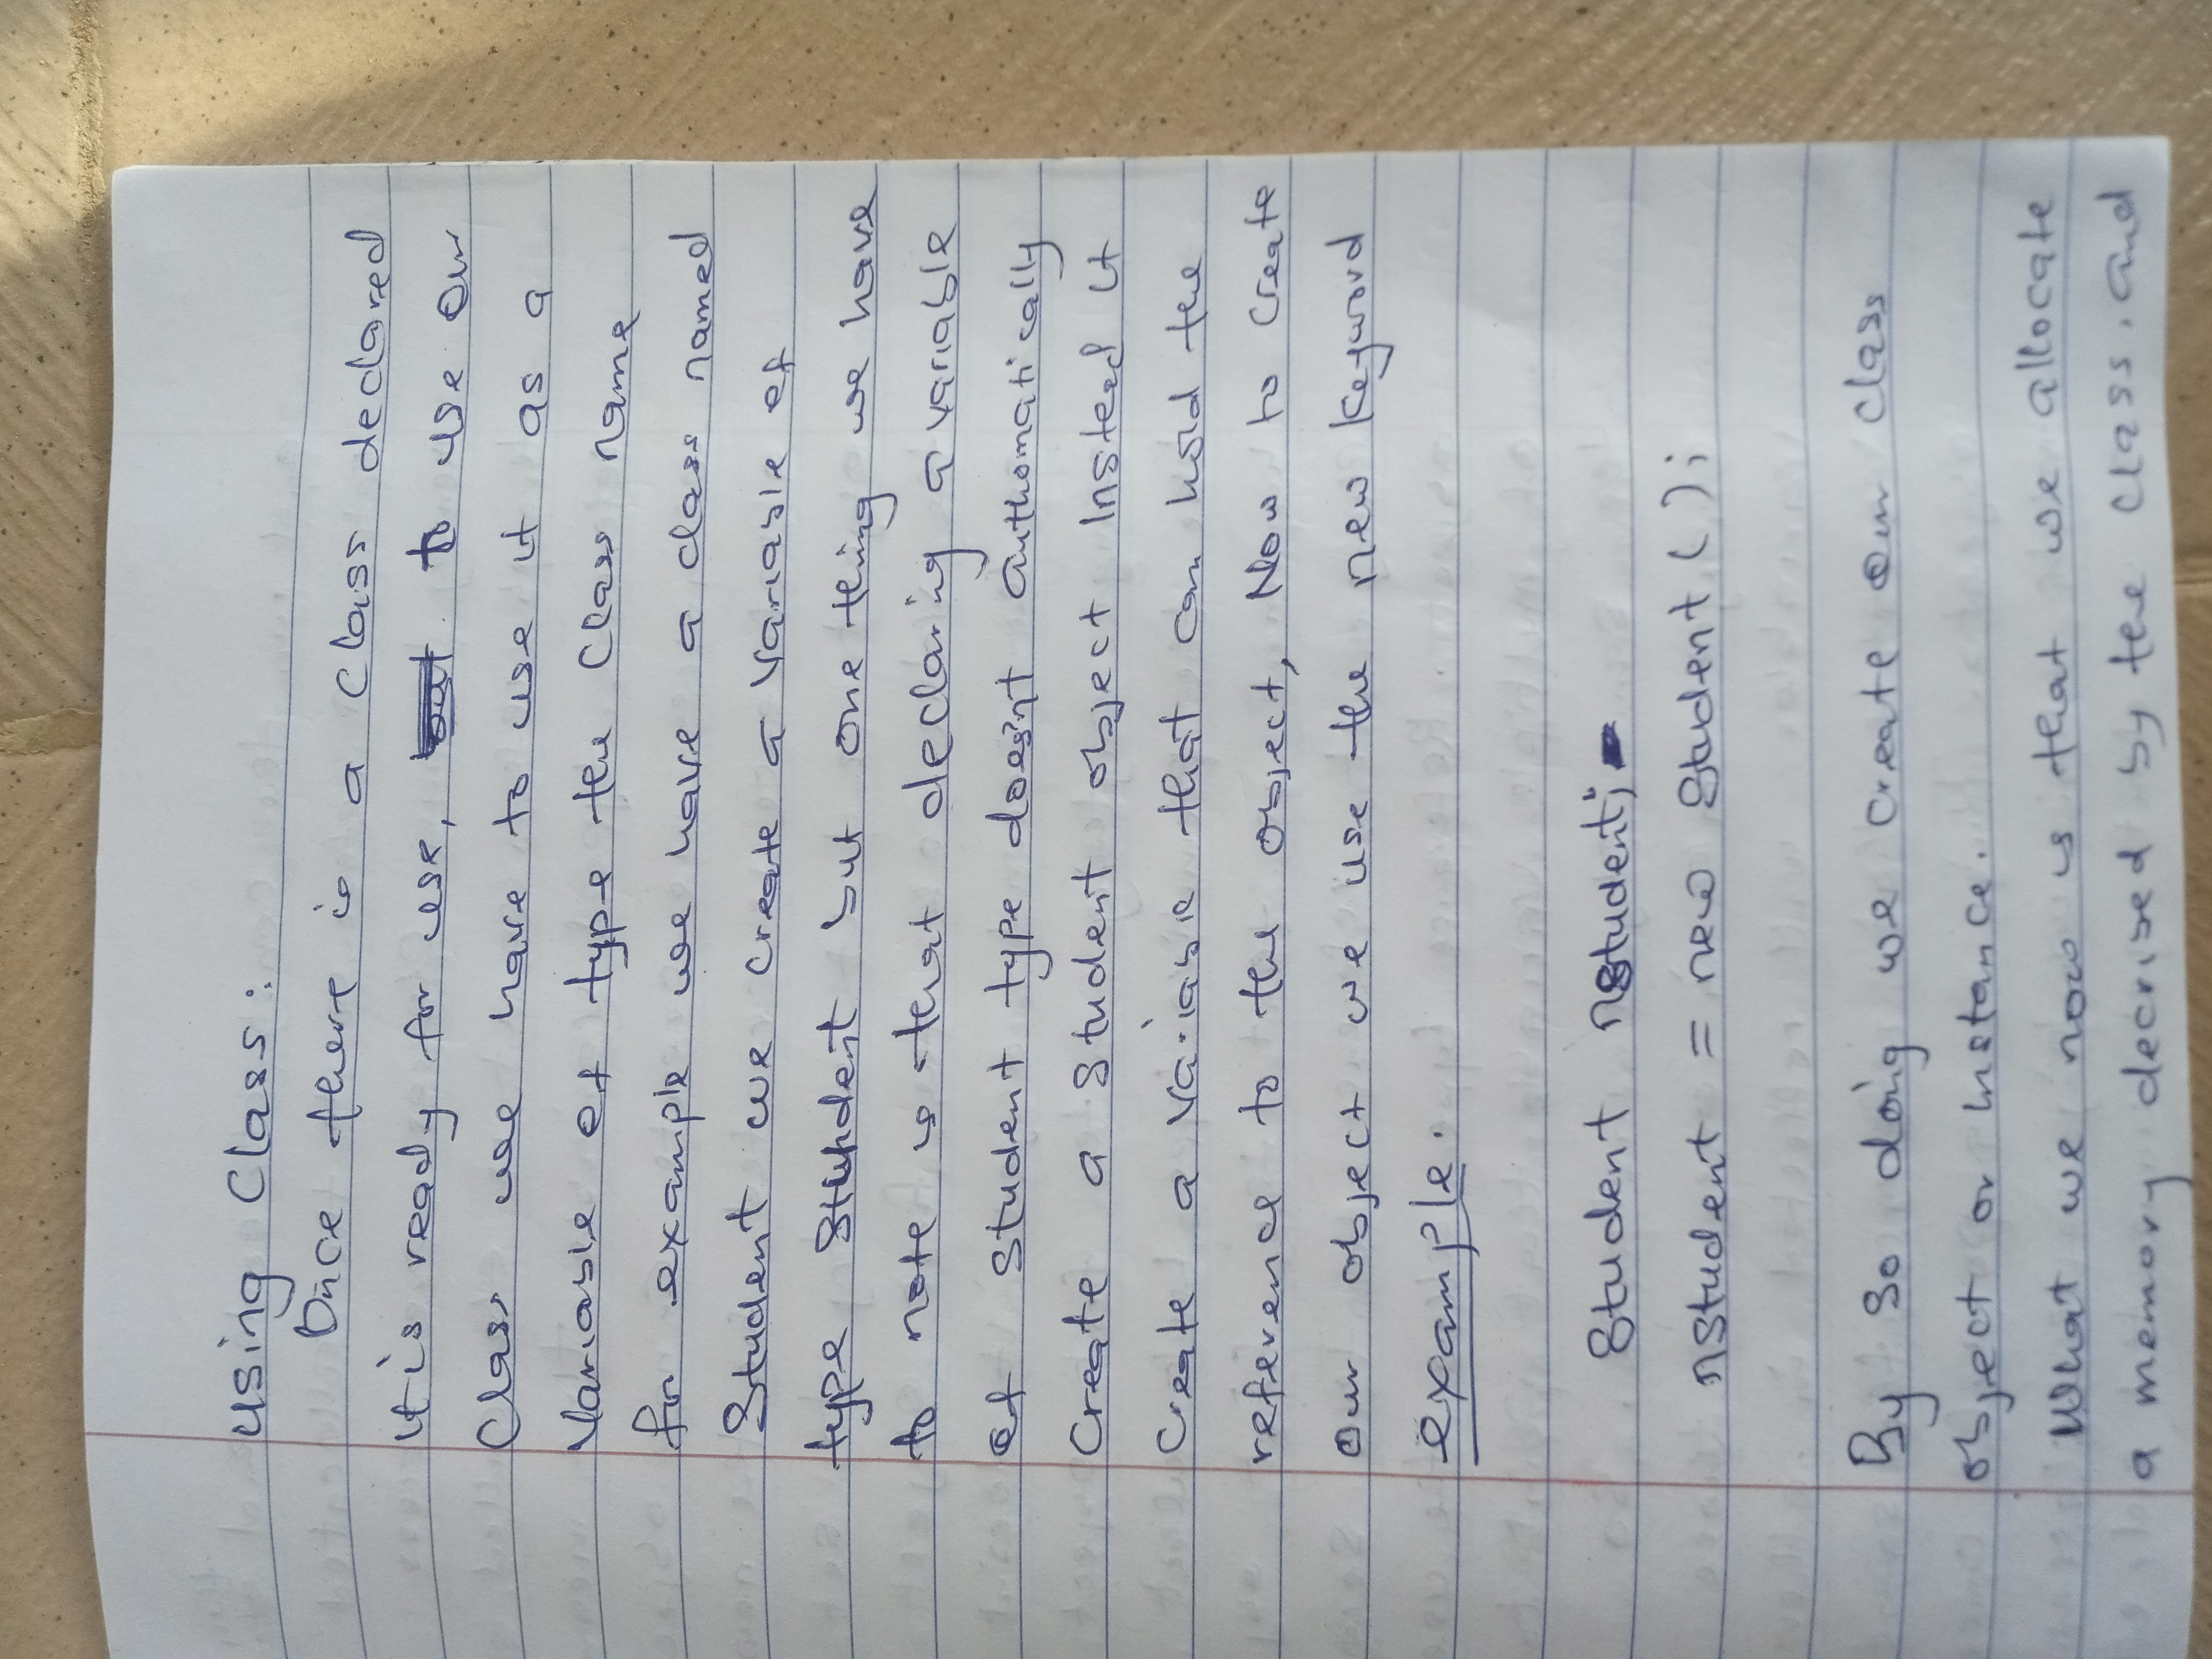 Using Class:
Once there is a class declared
it is ready for use, to use our
Class we have to use it as a
Variable of type the Class name
for example we have a class named
Student we create a variable of
type Student but one thing we have
to note is that declaring a variable
of Student type doesn't authomatically
Create a Student object Insted it
Create a variable that can hold the
reference to the object, Now to create
our object we use the new keyword
example.
Student nStudent;
nStudent = new Student();
By so doing we create our class
object or instance.
What we now is that we allocate
a memory decrised by the class. and